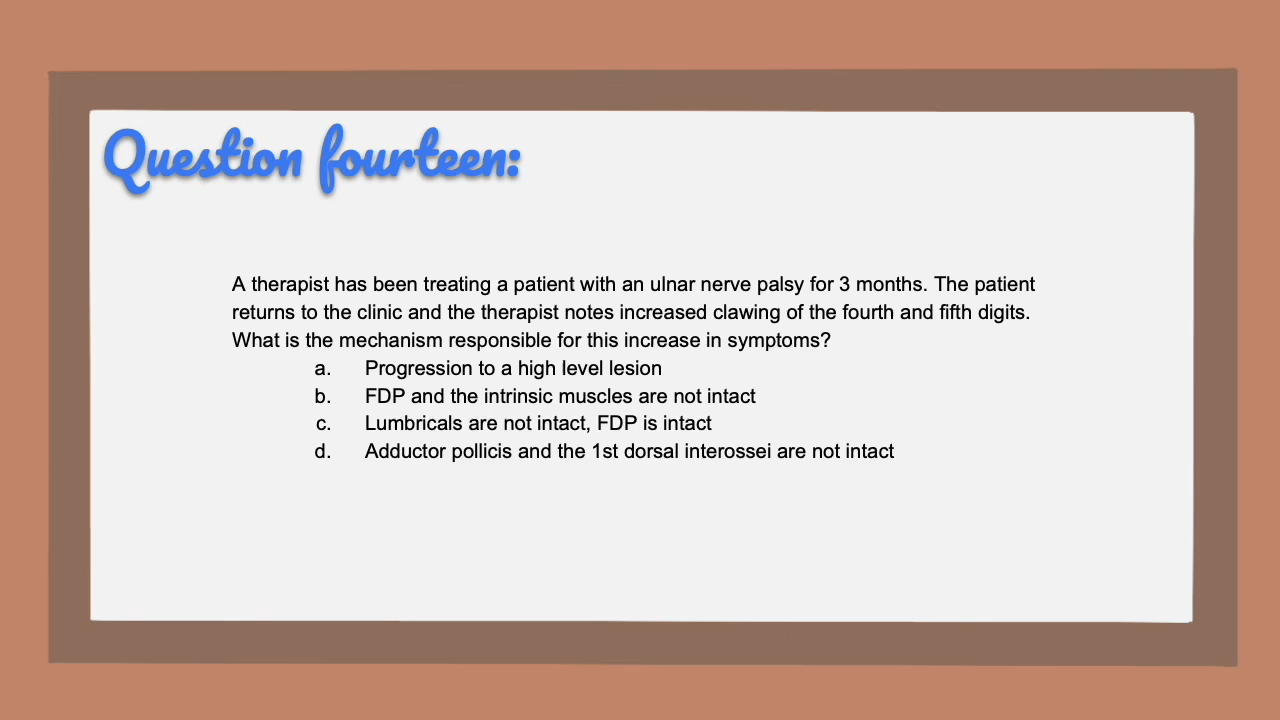 Question fourteen:
A therapist has been treating a patient with an ulnar nerve palsy for 3 months. The patient
returns to the clinic and the therapist notes increased clawing of the fourth and fifth digits.
What is the mechanism responsible for this increase in symptoms?
a. Progression to a high level lesion
b. FDP and the intrinsic muscles are not intact
c. Lumbricals are not intact, FDP is intact
d. Adductor pollicis and the 1st dorsal interossei are not intact